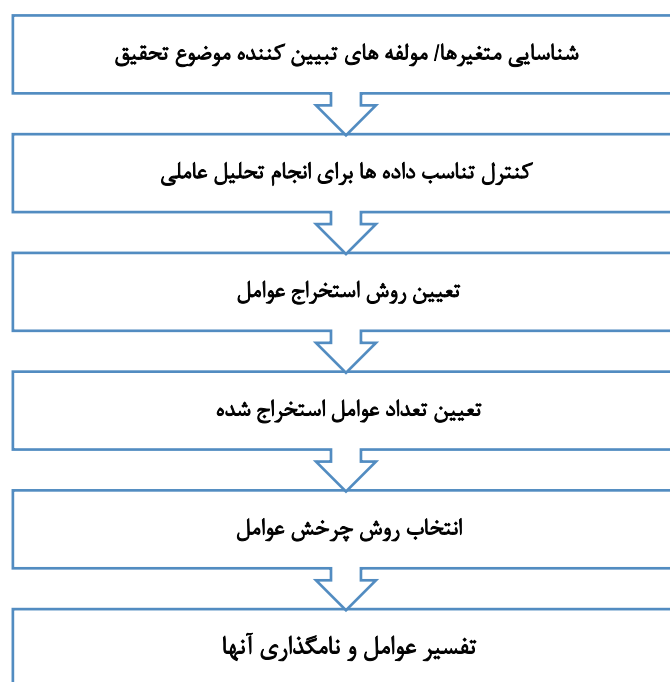 شناسایی متغیرها/ مولفه های تبیین کننده موضوع تحقیق
کنترل تناسب داده ها برای انجام تحلیل عاملی
تعیین روش استخراج عوامل
تعیین تعداد عوامل استخراج شده
انتخاب روش چرخش عوامل
تفسیر عوامل و نامگذاری آنها